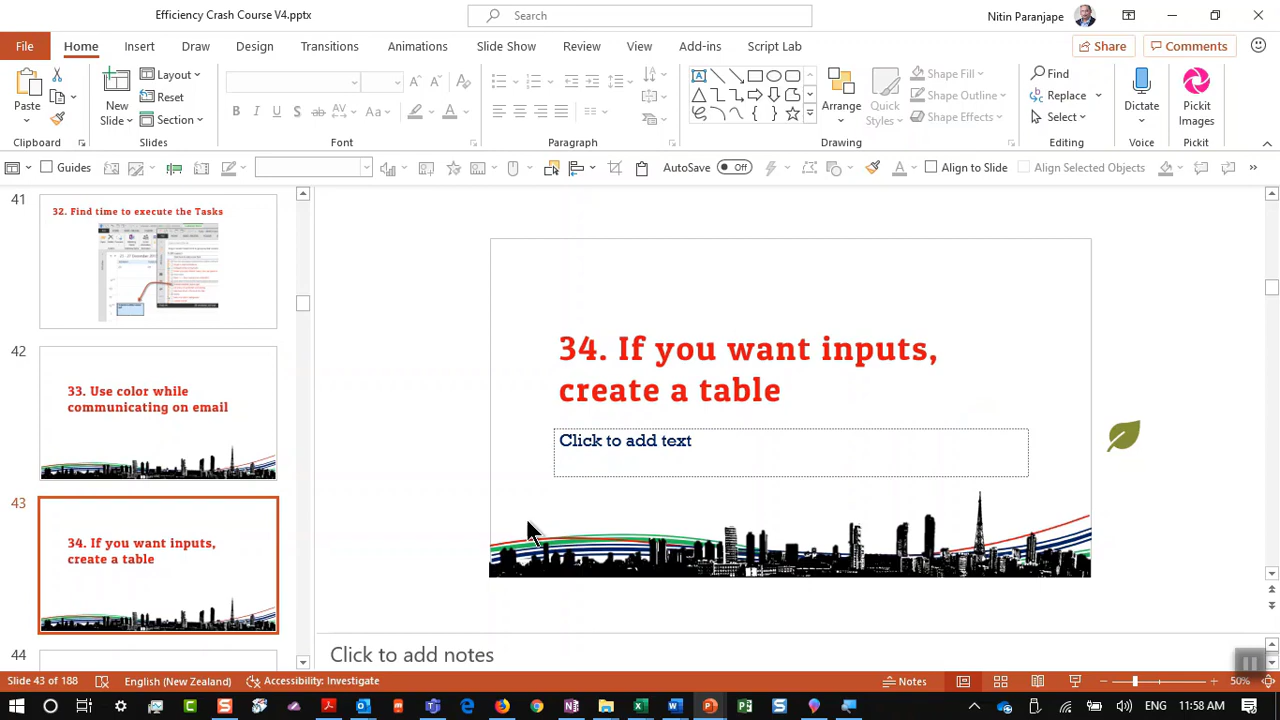 Efficiency Crash Course V4.pptx
Search
Nitin Paranjape
File Home Insert Draw Design Transitions Animations Slide Show Review View Add-ins Script Lab
Share Comments
Paste
Clipboard
New
Slide
Layout
Reset
Section
Slides
Font
Paragraph
Drawing
Arrange
Quick
Styles
Shape Fill
Shape Outline
Shape Effects
Find
Replace
Select
Editing
Dictate
Voice
Pickit
Images
Pickit
Guides
AutoSave Off
Align to Slide
Align Selected Objects
41
32. Find time to execute the Tasks
42
33. Use color while
communicating on email
43
34. If you want inputs,
create a table
44
34. If you want inputs,
create a table
Click to add text
Click to add notes
Slide 43 of 188 English (New Zealand) Accessibility: Investigate Notes 50%
ENG 11:58 AM